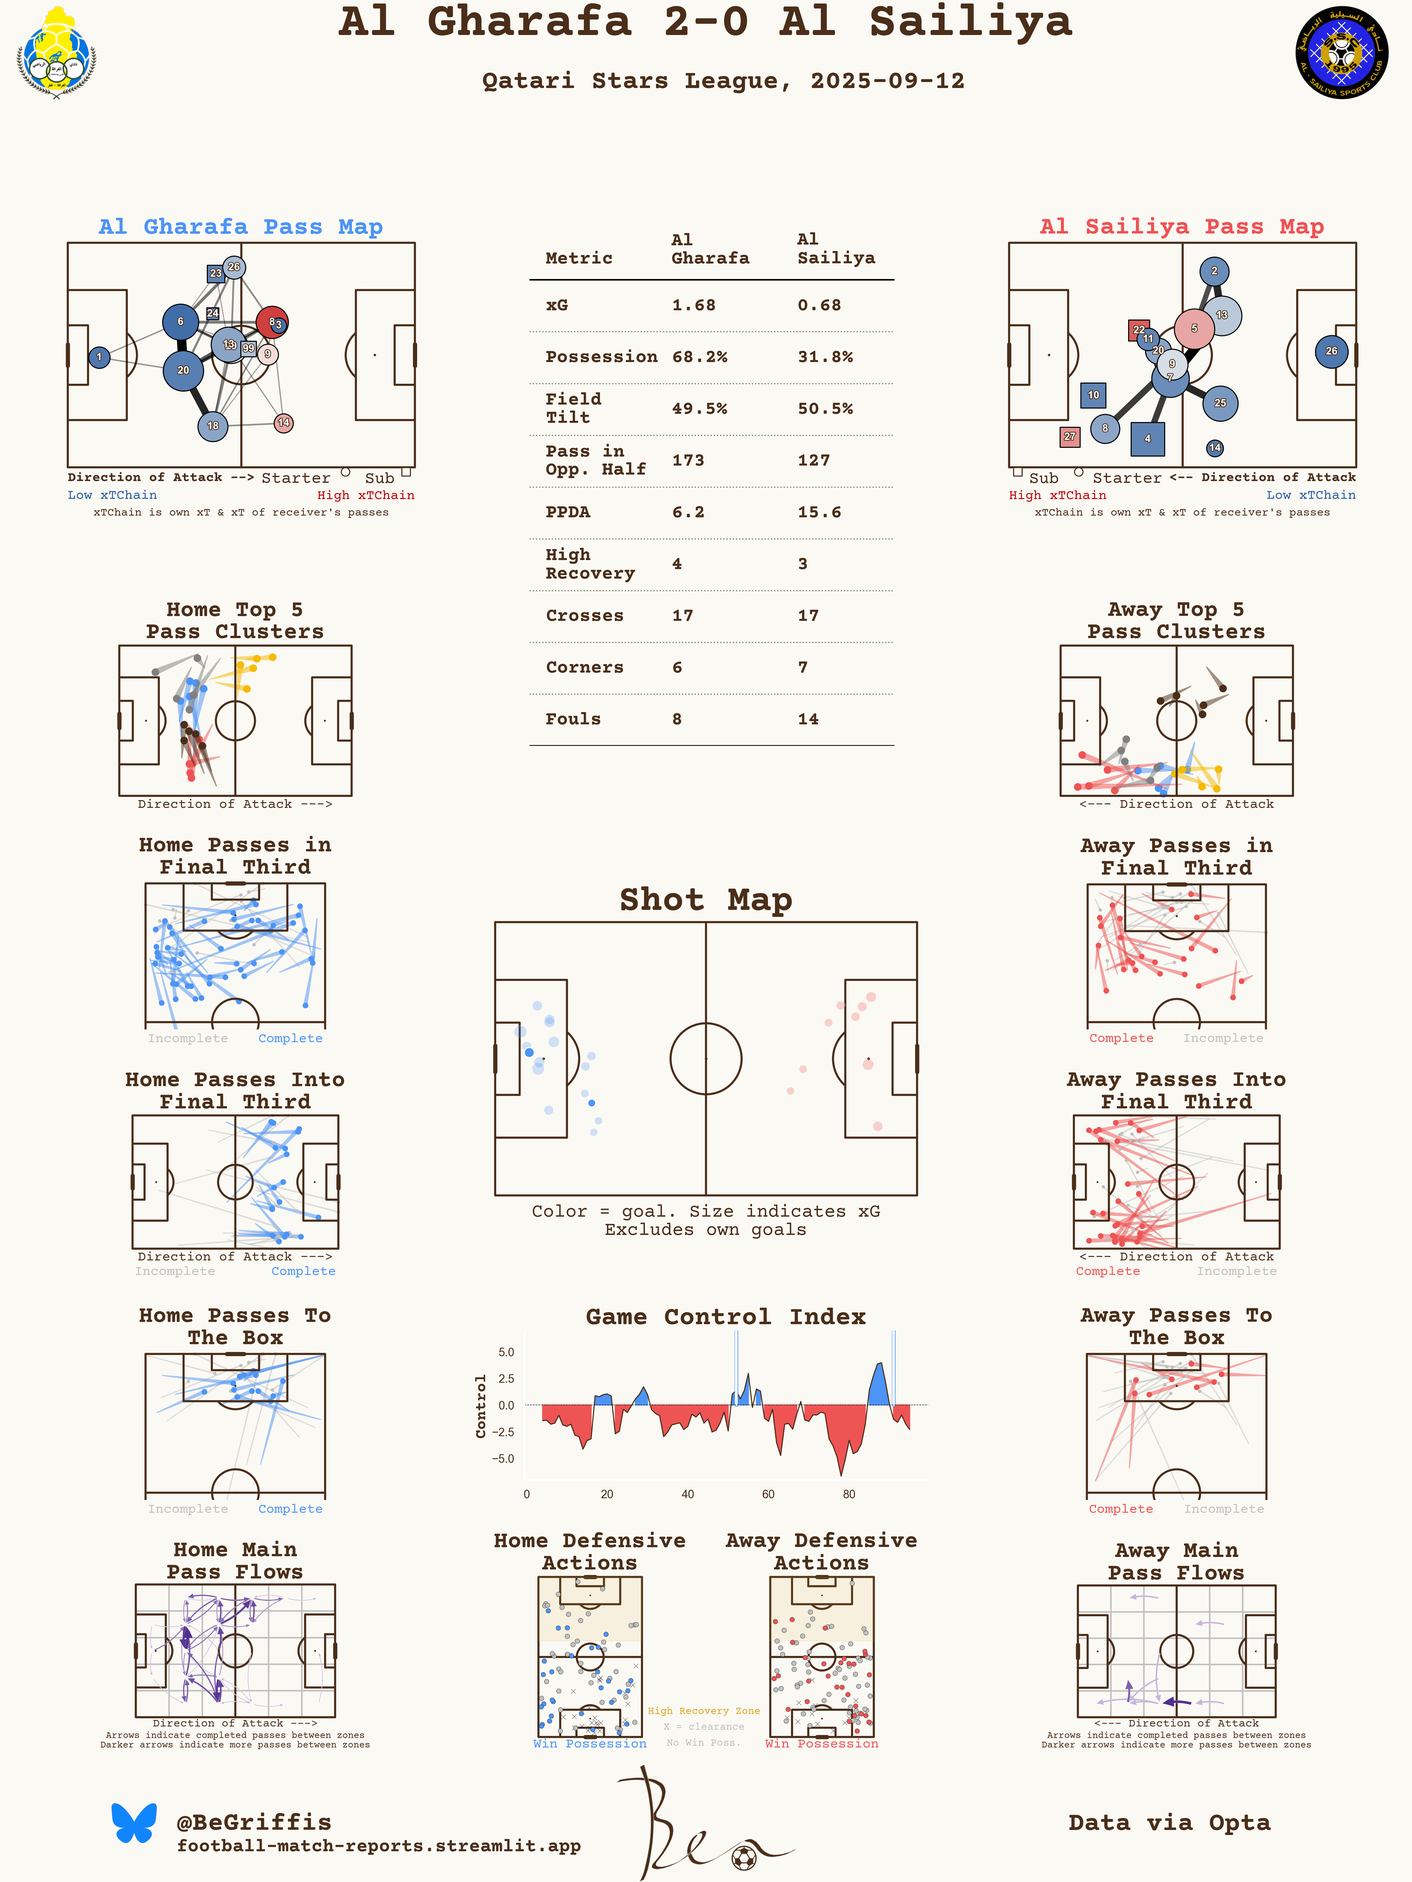 Al Gharafa 2-0 Al Sailiya
Qatari Stars League, 2025-09-12
AL - SAILIYA SPORTS CLUB
Al Gharafa Pass Map
23
26
24
6
8
3
13
99
9
1
20
18
14
Direction of Attack --> Starter Sub
Low xTChain High xTChain
xTChain is own xT & xT of receiver's passes
Metric Al Gharafa Al Sailiya
xG 1.68 0.68
Possession 68.2% 31.8%
Field Tilt 49.5% 50.5%
Pass in Opp. Half 173 127
PPDA 6.2 15.6
High Recovery 4 3
Crosses 17 17
Corners 6 7
Fouls 8 14
Al Sailiya Pass Map
2
13
5
22
11
20
9
7
26
10
25
8
27
4
14
Sub Starter <-- Direction of Attack
High xTChain Low xTChain
xTChain is own xT & xT of receiver's passes
Home Top 5
Pass Clusters
Direction of Attack --->
Away Top 5
Pass Clusters
<--- Direction of Attack
Home Passes in
Final Third
Incomplete Complete
Away Passes in
Final Third
Complete Incomplete
Shot Map
Color = goal. Size indicates xG
Excludes own goals
Home Passes Into
Final Third
Direction of Attack --->
Incomplete Complete
Away Passes Into
Final Third
<--- Direction of Attack
Complete Incomplete
Home Passes To
The Box
Incomplete Complete
Game Control Index
Control
5.0
2.5
0.0
−2.5
−5.0
0 20 40 60 80
Away Passes To
The Box
Complete Incomplete
Home Main
Pass Flows
Direction of Attack --->
Arrows indicate completed passes between zones
Darker arrows indicate more passes between zones
Home Defensive
Actions
Win Possession
High Recovery Zone
X = clearance
No Win Poss.
Away Defensive
Actions
Win Possession
Away Main
Pass Flows
<--- Direction of Attack
Arrows indicate completed passes between zones
Darker arrows indicate more passes between zones
@BeGriffis
football-match-reports.streamlit.app
Ben
Data via Opta